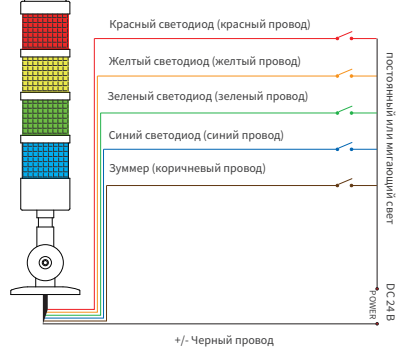 Красный светодиод (красный провод)
Желтый светодиод (желтый провод)
Зеленый светодиод (зеленый провод)
Синий светодиод (синий провод)
Зуммер (коричневый провод)
постоянный или мигающий свет
DC 24 В
POWER
+/- Черный провод